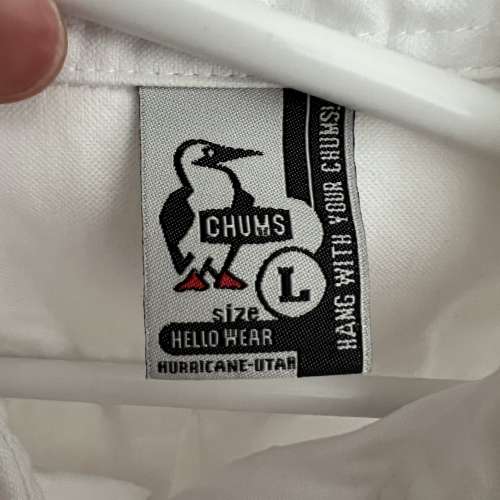 CHUMS
L
size
HELLO WEAR
HURRICANE-UTAH
HANG WITH YOUR CHUMS!